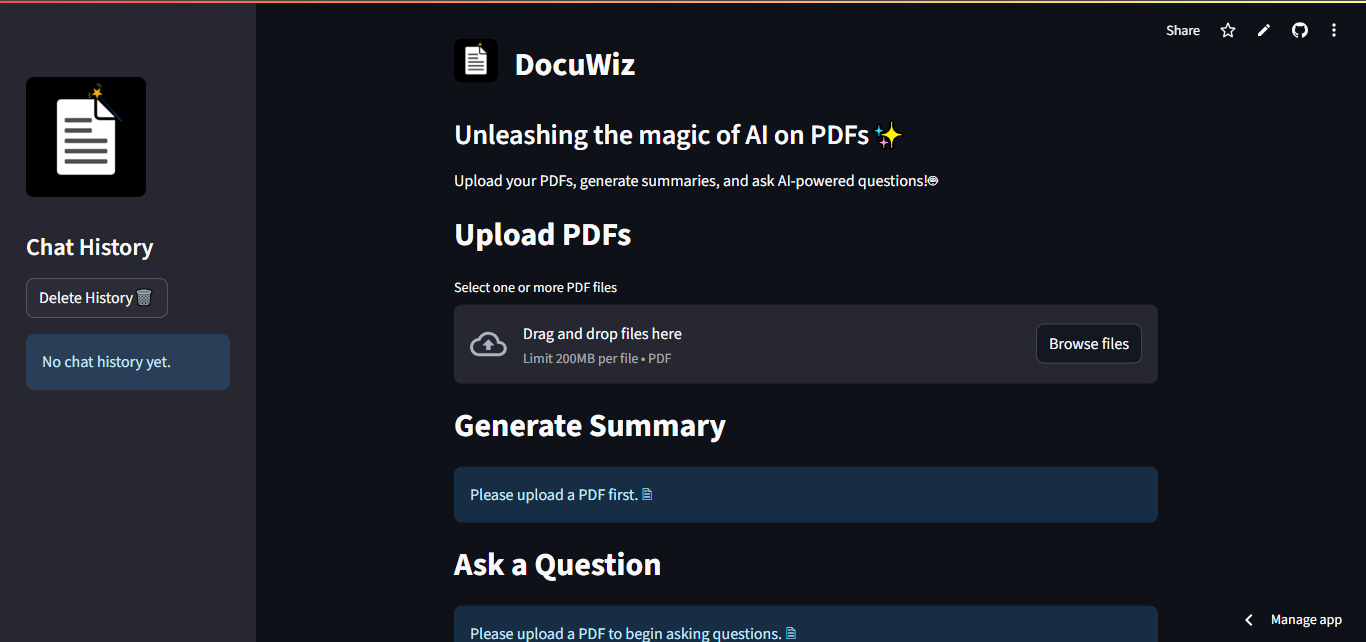 Share
DocuWiz
Unleashing the magic of AI on PDFs✨
Upload your PDFs, generate summaries, and ask AI-powered questions!🤓
Chat History
Delete History🗑️
No chat history yet.
Upload PDFs
Select one or more PDF files
Drag and drop files here
Limit 200MB per file • PDF
Browse files
Generate Summary
Please upload a PDF first. 📄
Ask a Question
Please upload a PDF to begin asking questions. 📄
Manage app